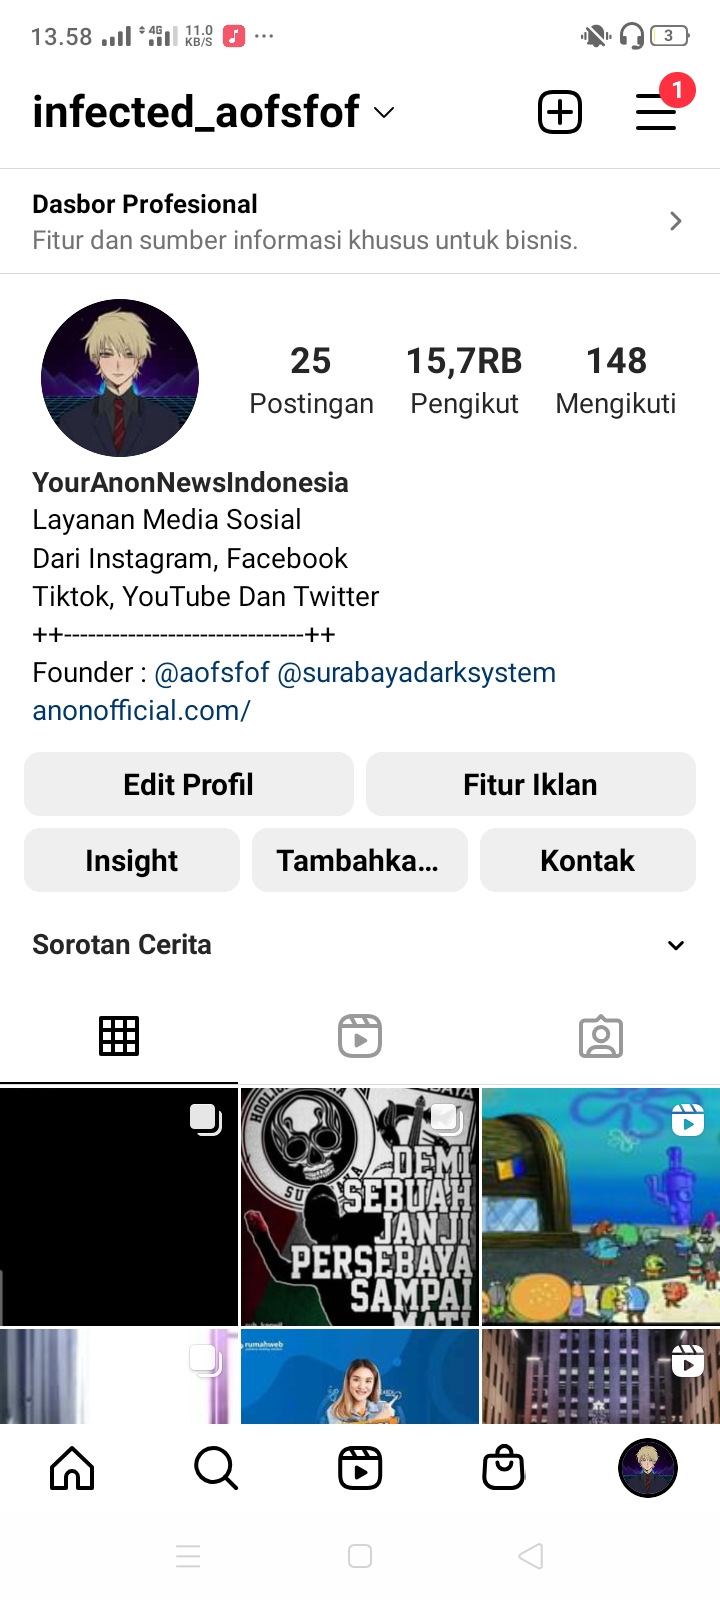 13.58 4G 11.0 KB/S 3
infected_aofsfof
1
Dasbor Profesional
Fitur dan sumber informasi khusus untuk bisnis.
25 15,7RB 148
Postingan Pengikut Mengikuti
YourAnonNewsIndonesia
Layanan Media Sosial
Dari Instagram, Facebook
Tiktok, YouTube Dan Twitter
++------------------------------++
Founder : @aofsfof @surabayadarksystem
anonofficial.com/
Edit Profil Fitur Iklan
Insight Tambahka... Kontak
Sorotan Cerita
DEMI
SEBUAH
JANJI
PERSEBAYA
SAMPAI
MATI
rumahweb